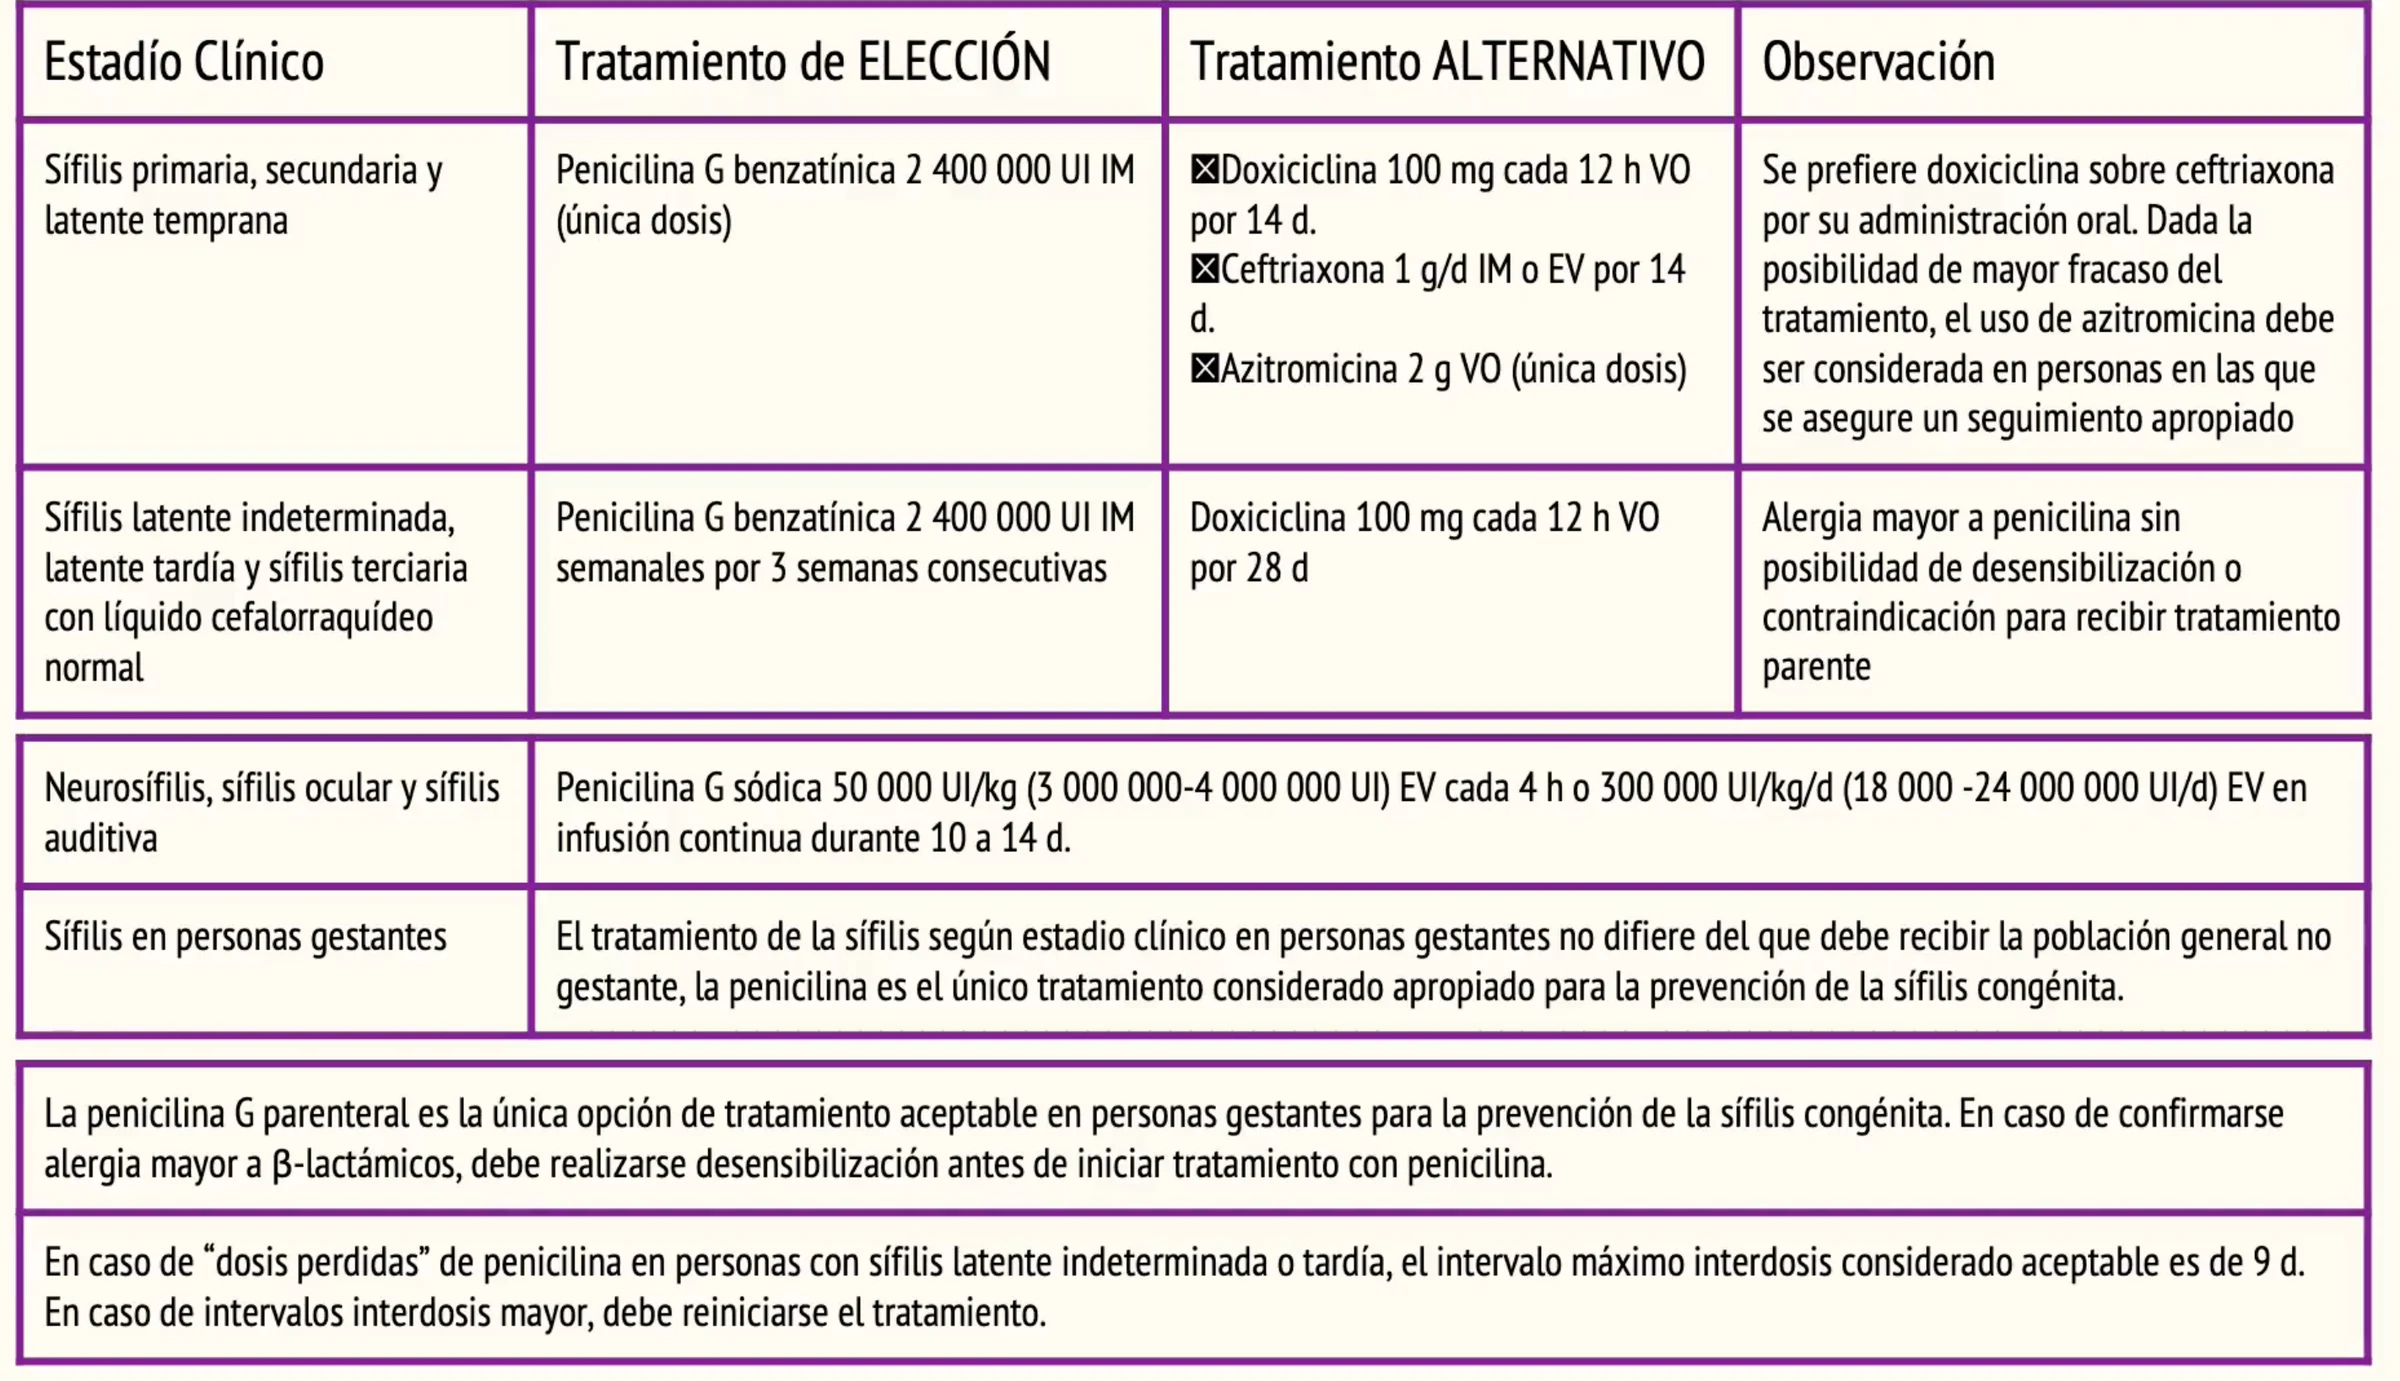 Estadío Clínico
Tratamiento de ELECCIÓN
Tratamiento ALTERNATIVO
Observación
Sífilis primaria, secundaria y
latente temprana
Penicilina G benzatínica 2 400 000 UI IM
(única dosis)
☒Doxiciclina 100 mg cada 12 h VO
por 14 d.
☒Ceftriaxona 1 g/d IM o EV por 14
d.
☒Azitromicina 2 g VO (única dosis)
Se prefiere doxiciclina sobre ceftriaxona
por su administración oral. Dada la
posibilidad de mayor fracaso del
tratamiento, el uso de azitromicina debe
ser considerada en personas en las que
se asegure un seguimiento apropiado
Sífilis latente indeterminada,
latente tardía y sífilis terciaria
con líquido cefalorraquídeo
normal
Penicilina G benzatínica 2 400 000 UI IM
semanales por 3 semanas consecutivas
Doxiciclina 100 mg cada 12 h VO
por 28 d
Alergia mayor a penicilina sin
posibilidad de desensibilización o
contraindicación para recibir tratamiento
parente
Neurosífilis, sífilis ocular y sífilis
auditiva
Penicilina G sódica 50 000 UI/kg (3 000 000-4 000 000 UI) EV cada 4 h o 300 000 UI/kg/d (18 000 -24 000 000 UI/d) EV en
infusión continua durante 10 a 14 d.
Sífilis en personas gestantes
El tratamiento de la sífilis según estadio clínico en personas gestantes no difiere del que debe recibir la población general no
gestante, la penicilina es el único tratamiento considerado apropiado para la prevención de la sífilis congénita.
La penicilina G parenteral es la única opción de tratamiento aceptable en personas gestantes para la prevención de la sífilis congénita. En caso de confirmarse
alergia mayor a β-lactámicos, debe realizarse desensibilización antes de iniciar tratamiento con penicilina.
En caso de “dosis perdidas” de penicilina en personas con sífilis latente indeterminada o tardía, el intervalo máximo interdosis considerado aceptable es de 9 d.
En caso de intervalos interdosis mayor, debe reiniciarse el tratamiento.